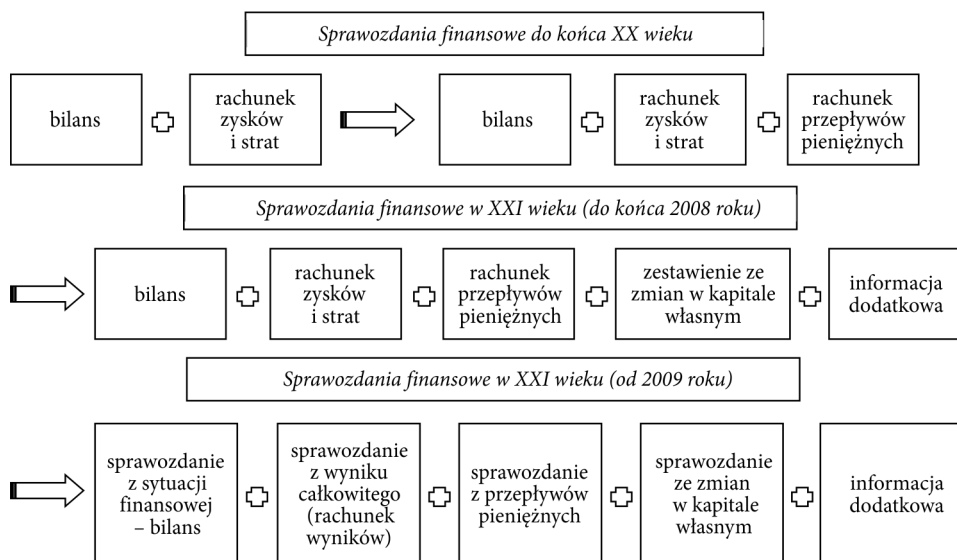 Sprawozdania finansowe do końca XX wieku
bilans
rachunek
zysków
i strat
bilans
rachunek
zysków
i strat
rachunek
przepływów
pieniężnych
Sprawozdania finansowe w XXI wieku (do końca 2008 roku)
bilans
rachunek
zysków
i strat
rachunek
przepływów
pieniężnych
zestawienie ze
zmian w kapitale
własnym
informacja
dodatkowa
Sprawozdania finansowe w XXI wieku (od 2009 roku)
sprawozdanie
z sytuacji
finansowej
– bilans
sprawozdanie
z wyniku
całkowitego
(rachunek
wyników)
sprawozdanie
z przepływów
pieniężnych
sprawozdanie
ze zmian
w kapitale
własnym
informacja
dodatkowa